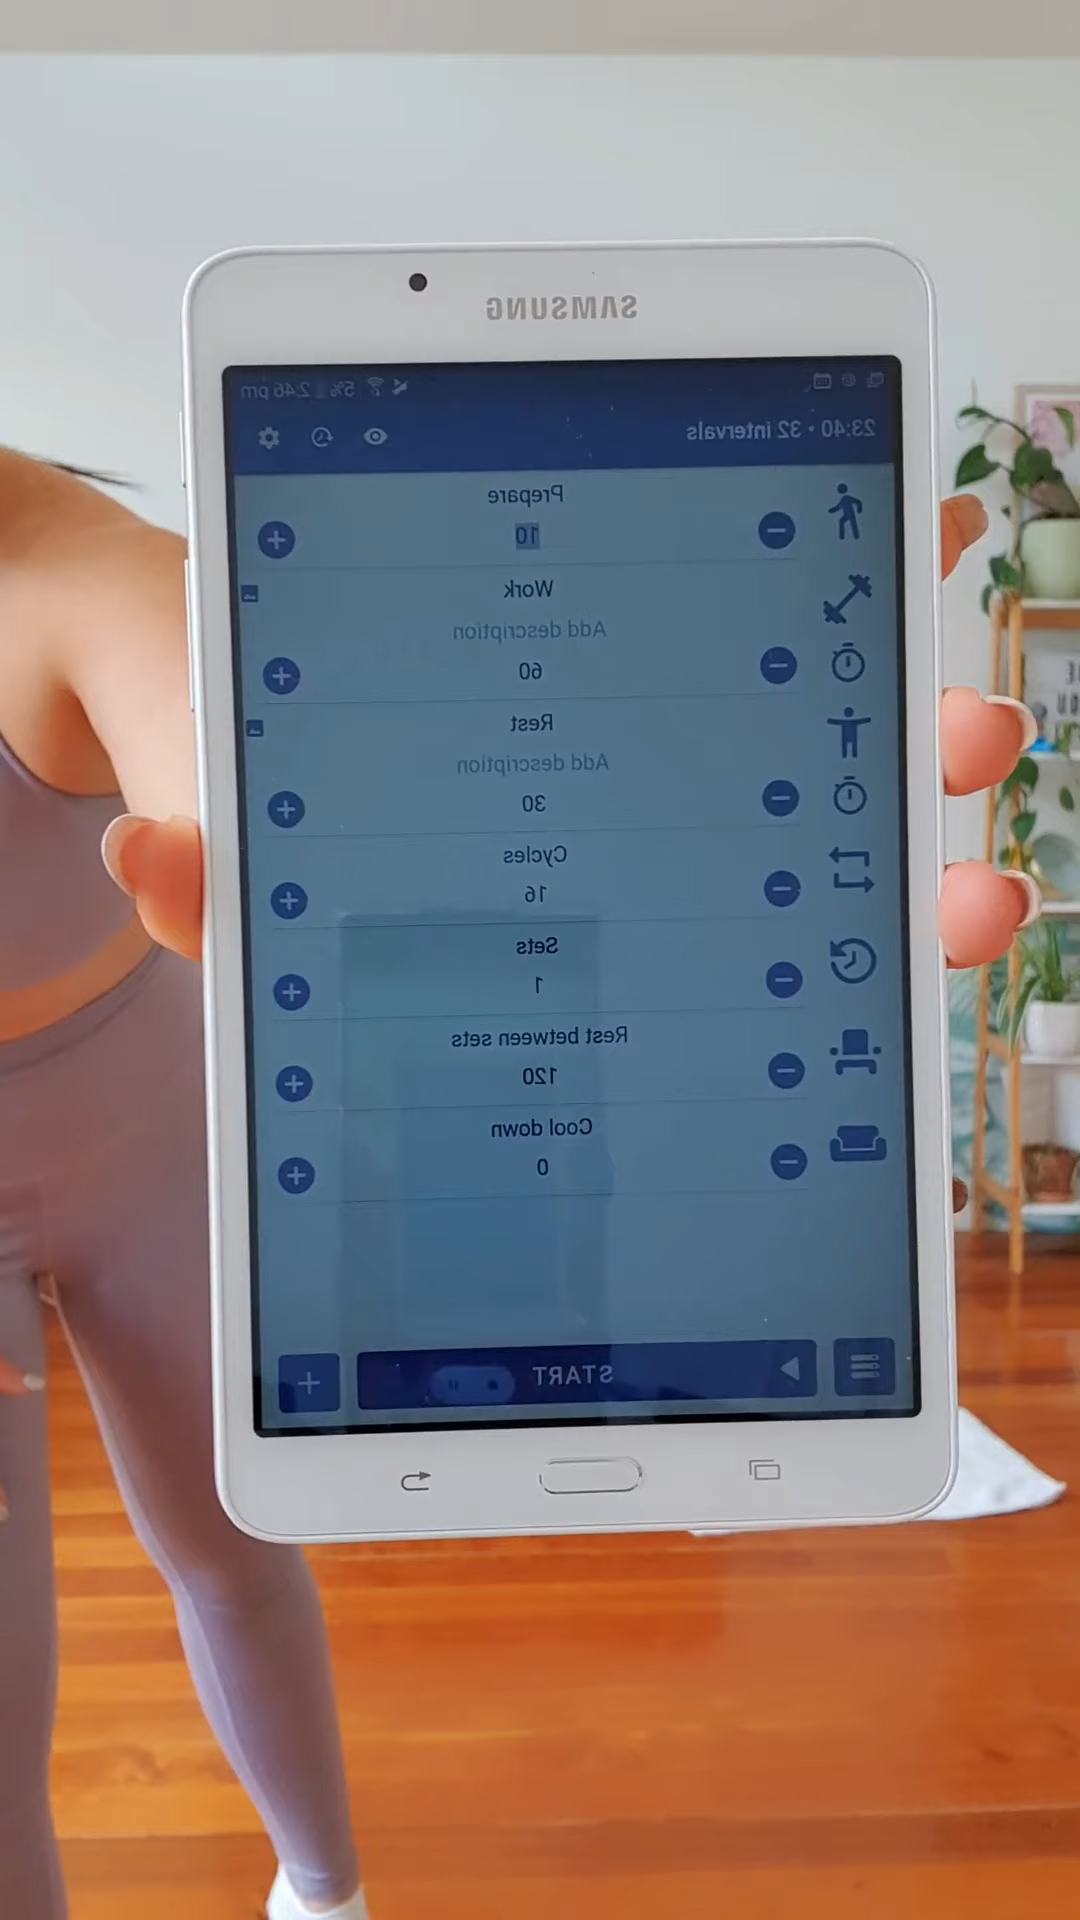 SAMSUNG
5% 2:46 pm
23:40 • 32 intervals
Prepare
10
Work
Add description
60
Rest
Add description
30
Cycles
16
Sets
1
Rest between sets
120
Cool down
0
START